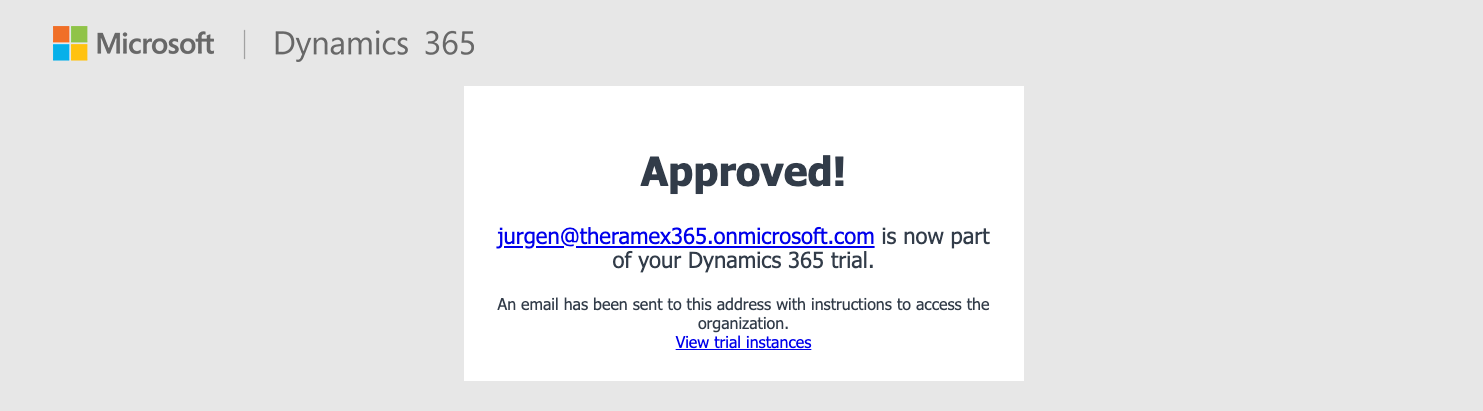 Microsoft | Dynamics 365
Approved!
jurgen@theramex365.onmicrosoft.com is now part
of your Dynamics 365 trial.
An email has been sent to this address with instructions to access the
organization.
View trial instances